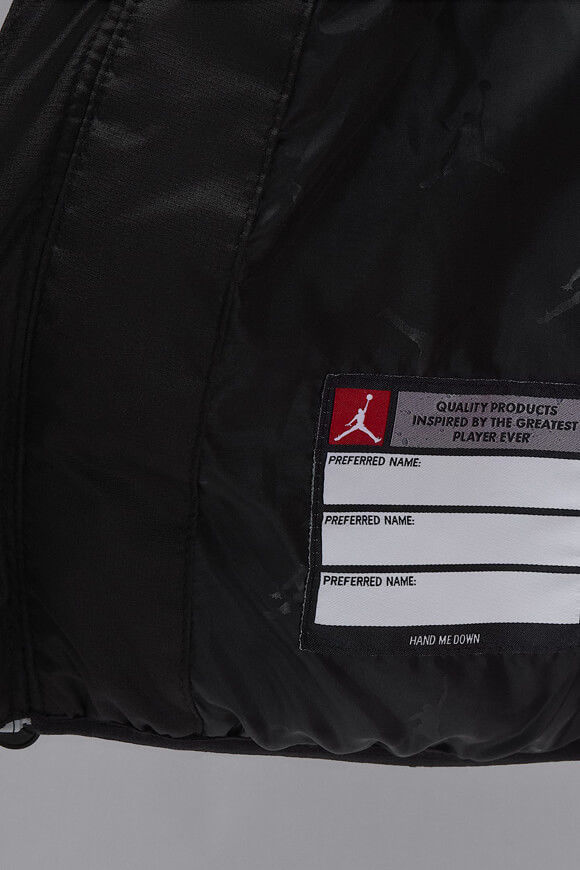 QUALITY PRODUCTS
INSPIRED BY THE GREATEST
PLAYER EVER
PREFERRED NAME:
PREFERRED NAME:
PREFERRED NAME:
HAND ME DOWN